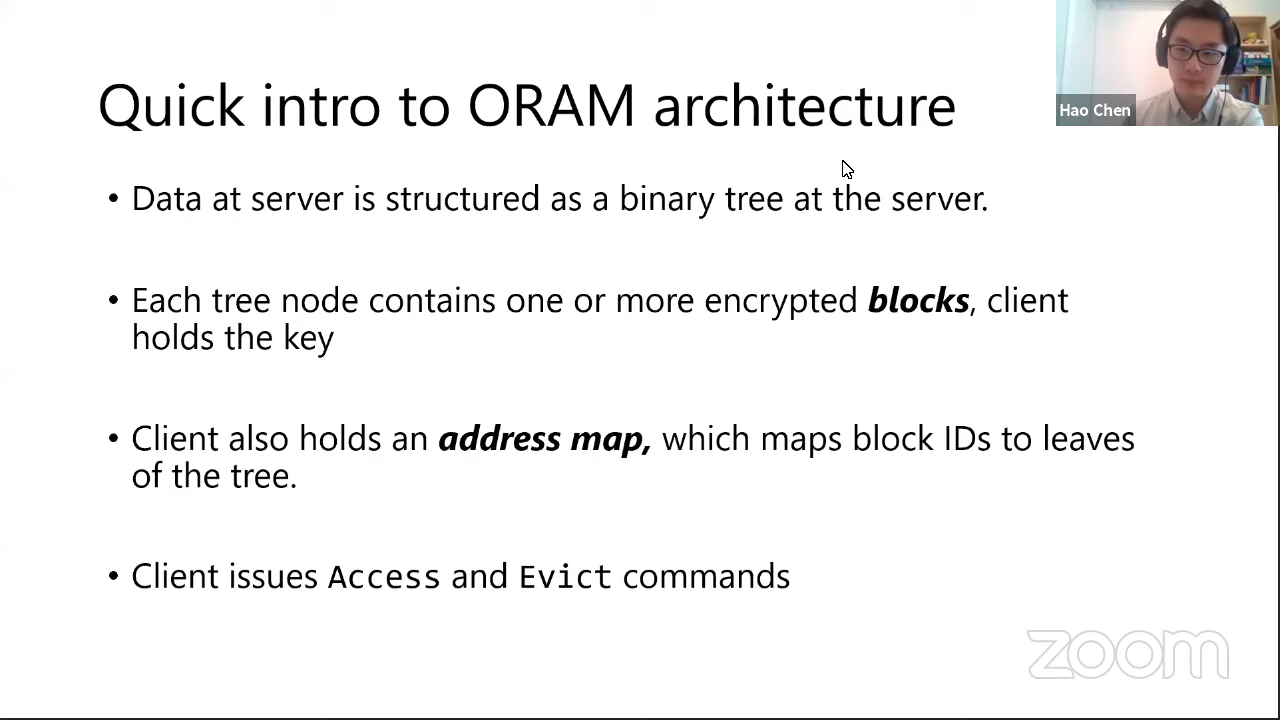 Quick intro to ORAM architecture
Hao Chen
• Data at server is structured as a binary tree at the server.
• Each tree node contains one or more encrypted blocks, client
holds the key
• Client also holds an address map, which maps block IDs to leaves
of the tree.
• Client issues Access and Evict commands
zoom